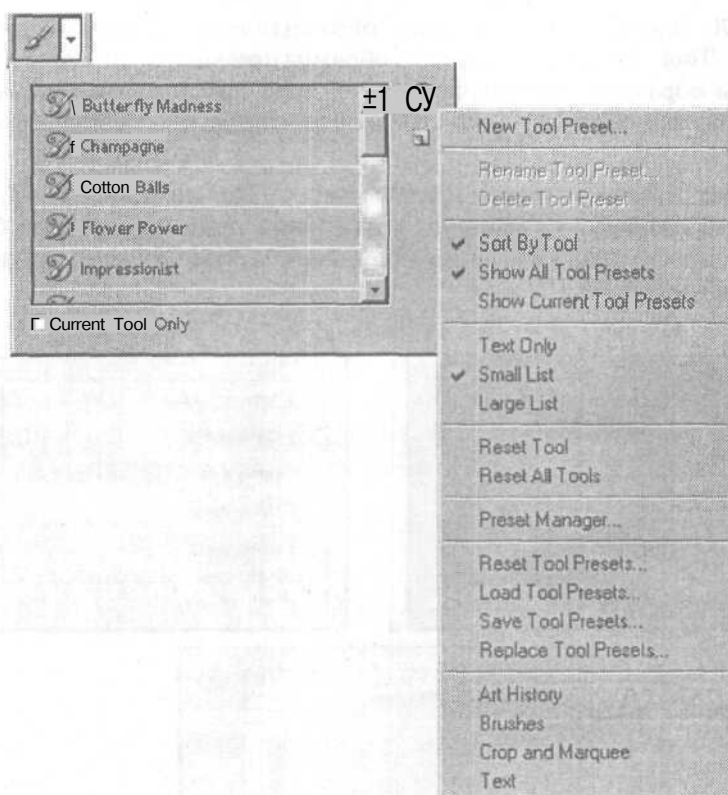 Butterfly Madness
±1 СУ
Champagne
Cotton Balls
Flower Power
Impressionist
Current Tool Only
New Tool Preset...
Rename Tool Preset...
Delete Tool Preset
Sort By Tool
Show All Tool Presets
Show Current Tool Presets
Text Only
Small List
Large List
Reset Tool
Reset All Tools
Preset Manager...
Reset Tool Presets...
Load Tool Presets...
Save Tool Presets...
Replace Tool Presets...
Art History
Brushes
Crop and Marquee
Text